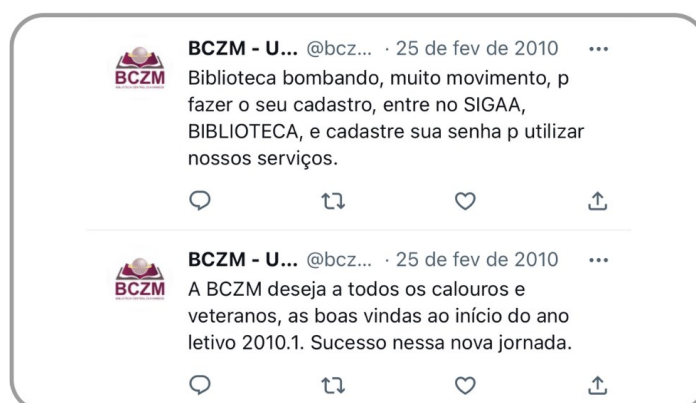 BCZM - U... @bcz... · 25 de fev de 2010
BCZM
Biblioteca bombando, muito movimento, p
fazer o seu cadastro, entre no SIGAA,
BIBLIOTECA, e cadastre sua senha p utilizar
nossos serviços.
BCZM - U... @bcz... · 25 de fev de 2010
BCZM
A BCZM deseja a todos os calouros e
veteranos, as boas vindas ao início do ano
letivo 2010.1. Sucesso nessa nova jornada.